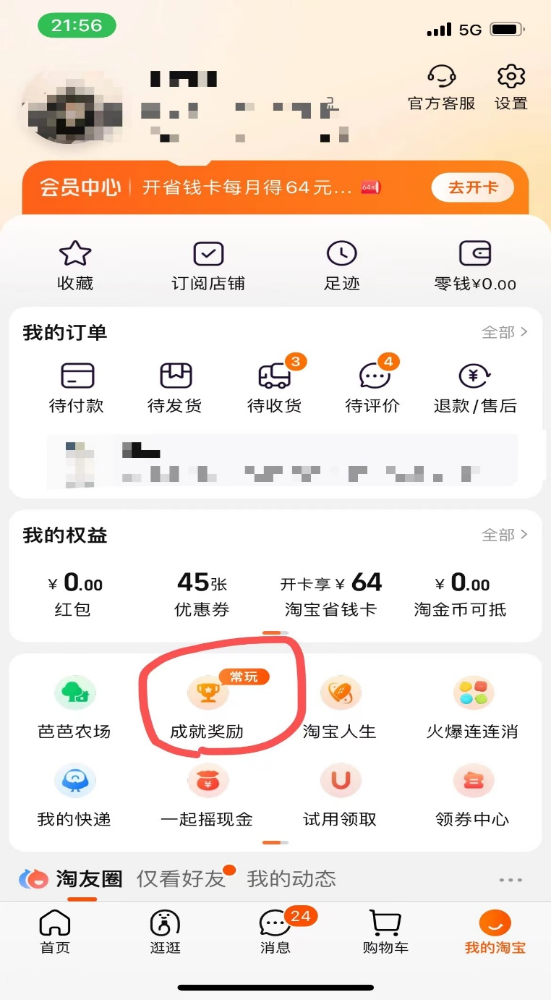 21:56
5G
官方客服
设置
会员中心
开省钱卡每月得64元...
64元
去开卡
收藏
订阅店铺
足迹
零钱¥0.00
我的订单
全部 >
3
4
待付款
待发货
待收货
待评价
退款/售后
我的权益
全部 >
¥ 0.00
45张
开卡享¥ 64
¥ 0.00
红包
优惠券
淘宝省钱卡
淘金币可抵
常玩
芭芭农场
成就奖励
淘宝人生
火爆连连消
我的快递
一起摇现金
试用领取
领券中心
淘友圈
仅看好友
我的动态
...
24
首页
逛逛
消息
购物车
我的淘宝